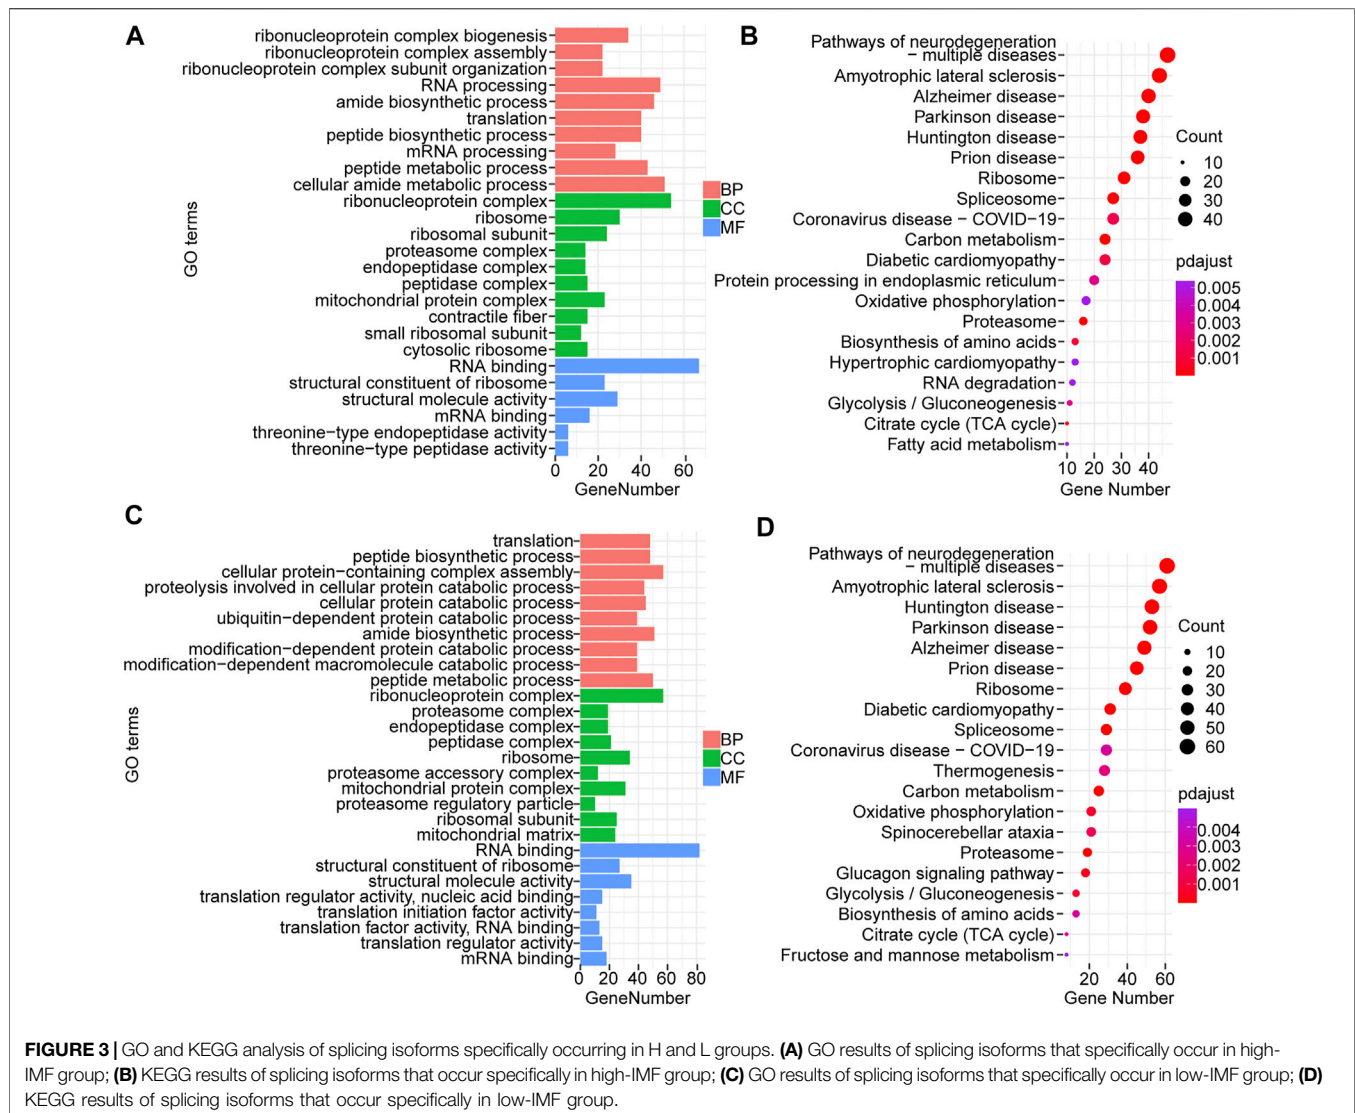 A
ribonucleoprotein complex biogenesis
ribonucleoprotein complex assembly
ribonucleoprotein complex subunit organization
RNA processing
amide biosynthetic process
translation
peptide biosynthetic process
mRNA processing
peptide metabolic process
cellular amide metabolic process
ribonucleoprotein complex
ribosome
ribosomal subunit
proteasome complex
endopeptidase complex
peptidase complex
mitochondrial protein complex
contractile fiber
small ribosomal subunit
cytosolic ribosome
RNA binding
structural constituent of ribosome
structural molecule activity
mRNA binding
threonine−type endopeptidase activity
threonine−type peptidase activity
GO terms
0 20 40 60
GeneNumber
BP
CC
MF
B
Pathways of neurodegeneration
− multiple diseases
Amyotrophic lateral sclerosis
Alzheimer disease
Parkinson disease
Huntington disease
Prion disease
Ribosome
Spliceosome
Coronavirus disease − COVID−19
Carbon metabolism
Diabetic cardiomyopathy
Protein processing in endoplasmic reticulum
Oxidative phosphorylation
Proteasome
Biosynthesis of amino acids
Hypertrophic cardiomyopathy
RNA degradation
Glycolysis / Gluconeogenesis
Citrate cycle (TCA cycle)
Fatty acid metabolism
10 20 30 40
Gene Number
Count
10
20
30
40
pdajust
0.005
0.004
0.003
0.002
0.001
C
translation
peptide biosynthetic process
cellular protein−containing complex assembly
proteolysis involved in cellular protein catabolic process
cellular protein catabolic process
ubiquitin−dependent protein catabolic process
amide biosynthetic process
modification−dependent protein catabolic process
modification−dependent macromolecule catabolic process
peptide metabolic process
ribonucleoprotein complex
proteasome complex
endopeptidase complex
peptidase complex
ribosome
proteasome accessory complex
mitochondrial protein complex
proteasome regulatory particle
ribosomal subunit
mitochondrial matrix
RNA binding
structural constituent of ribosome
structural molecule activity
translation regulator activity, nucleic acid binding
translation initiation factor activity
translation factor activity, RNA binding
translation regulator activity
mRNA binding
GO terms
0 20 40 60 80
GeneNumber
BP
CC
MF
D
Pathways of neurodegeneration
− multiple diseases
Amyotrophic lateral sclerosis
Huntington disease
Parkinson disease
Alzheimer disease
Prion disease
Ribosome
Diabetic cardiomyopathy
Spliceosome
Coronavirus disease − COVID−19
Thermogenesis
Carbon metabolism
Oxidative phosphorylation
Spinocerebellar ataxia
Proteasome
Glucagon signaling pathway
Glycolysis / Gluconeogenesis
Biosynthesis of amino acids
Citrate cycle (TCA cycle)
Fructose and mannose metabolism
20 40 60
Gene Number
Count
10
20
30
40
50
60
pdajust
0.004
0.003
0.002
0.001
FIGURE 3 | GO and KEGG analysis of splicing isoforms specifically occurring in H and L groups. (A) GO results of splicing isoforms that specifically occur in high-
IMF group; (B) KEGG results of splicing isoforms that occur specifically in high-IMF group; (C) GO results of splicing isoforms that specifically occur in low-IMF group; (D)
KEGG results of splicing isoforms that occur specifically in low-IMF group.